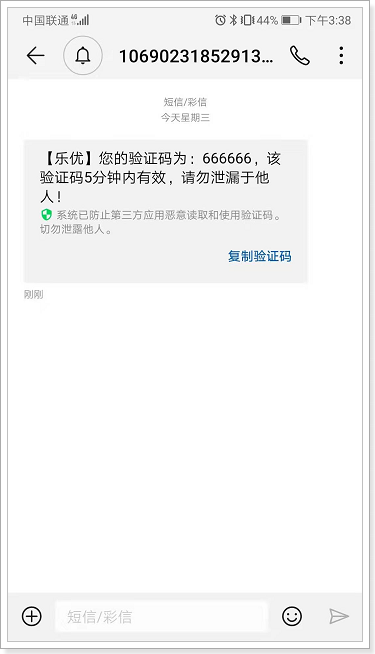 中国联通 4G 44% 下午3:38
10690231852913...
短信/彩信
今天星期三
【乐优】您的验证码为：666666，该
验证码5分钟内有效，请勿泄漏于他
人！
系统已防止第三方应用恶意读取和使用验证码。
切勿泄露他人。
复制验证码
刚刚
短信/彩信